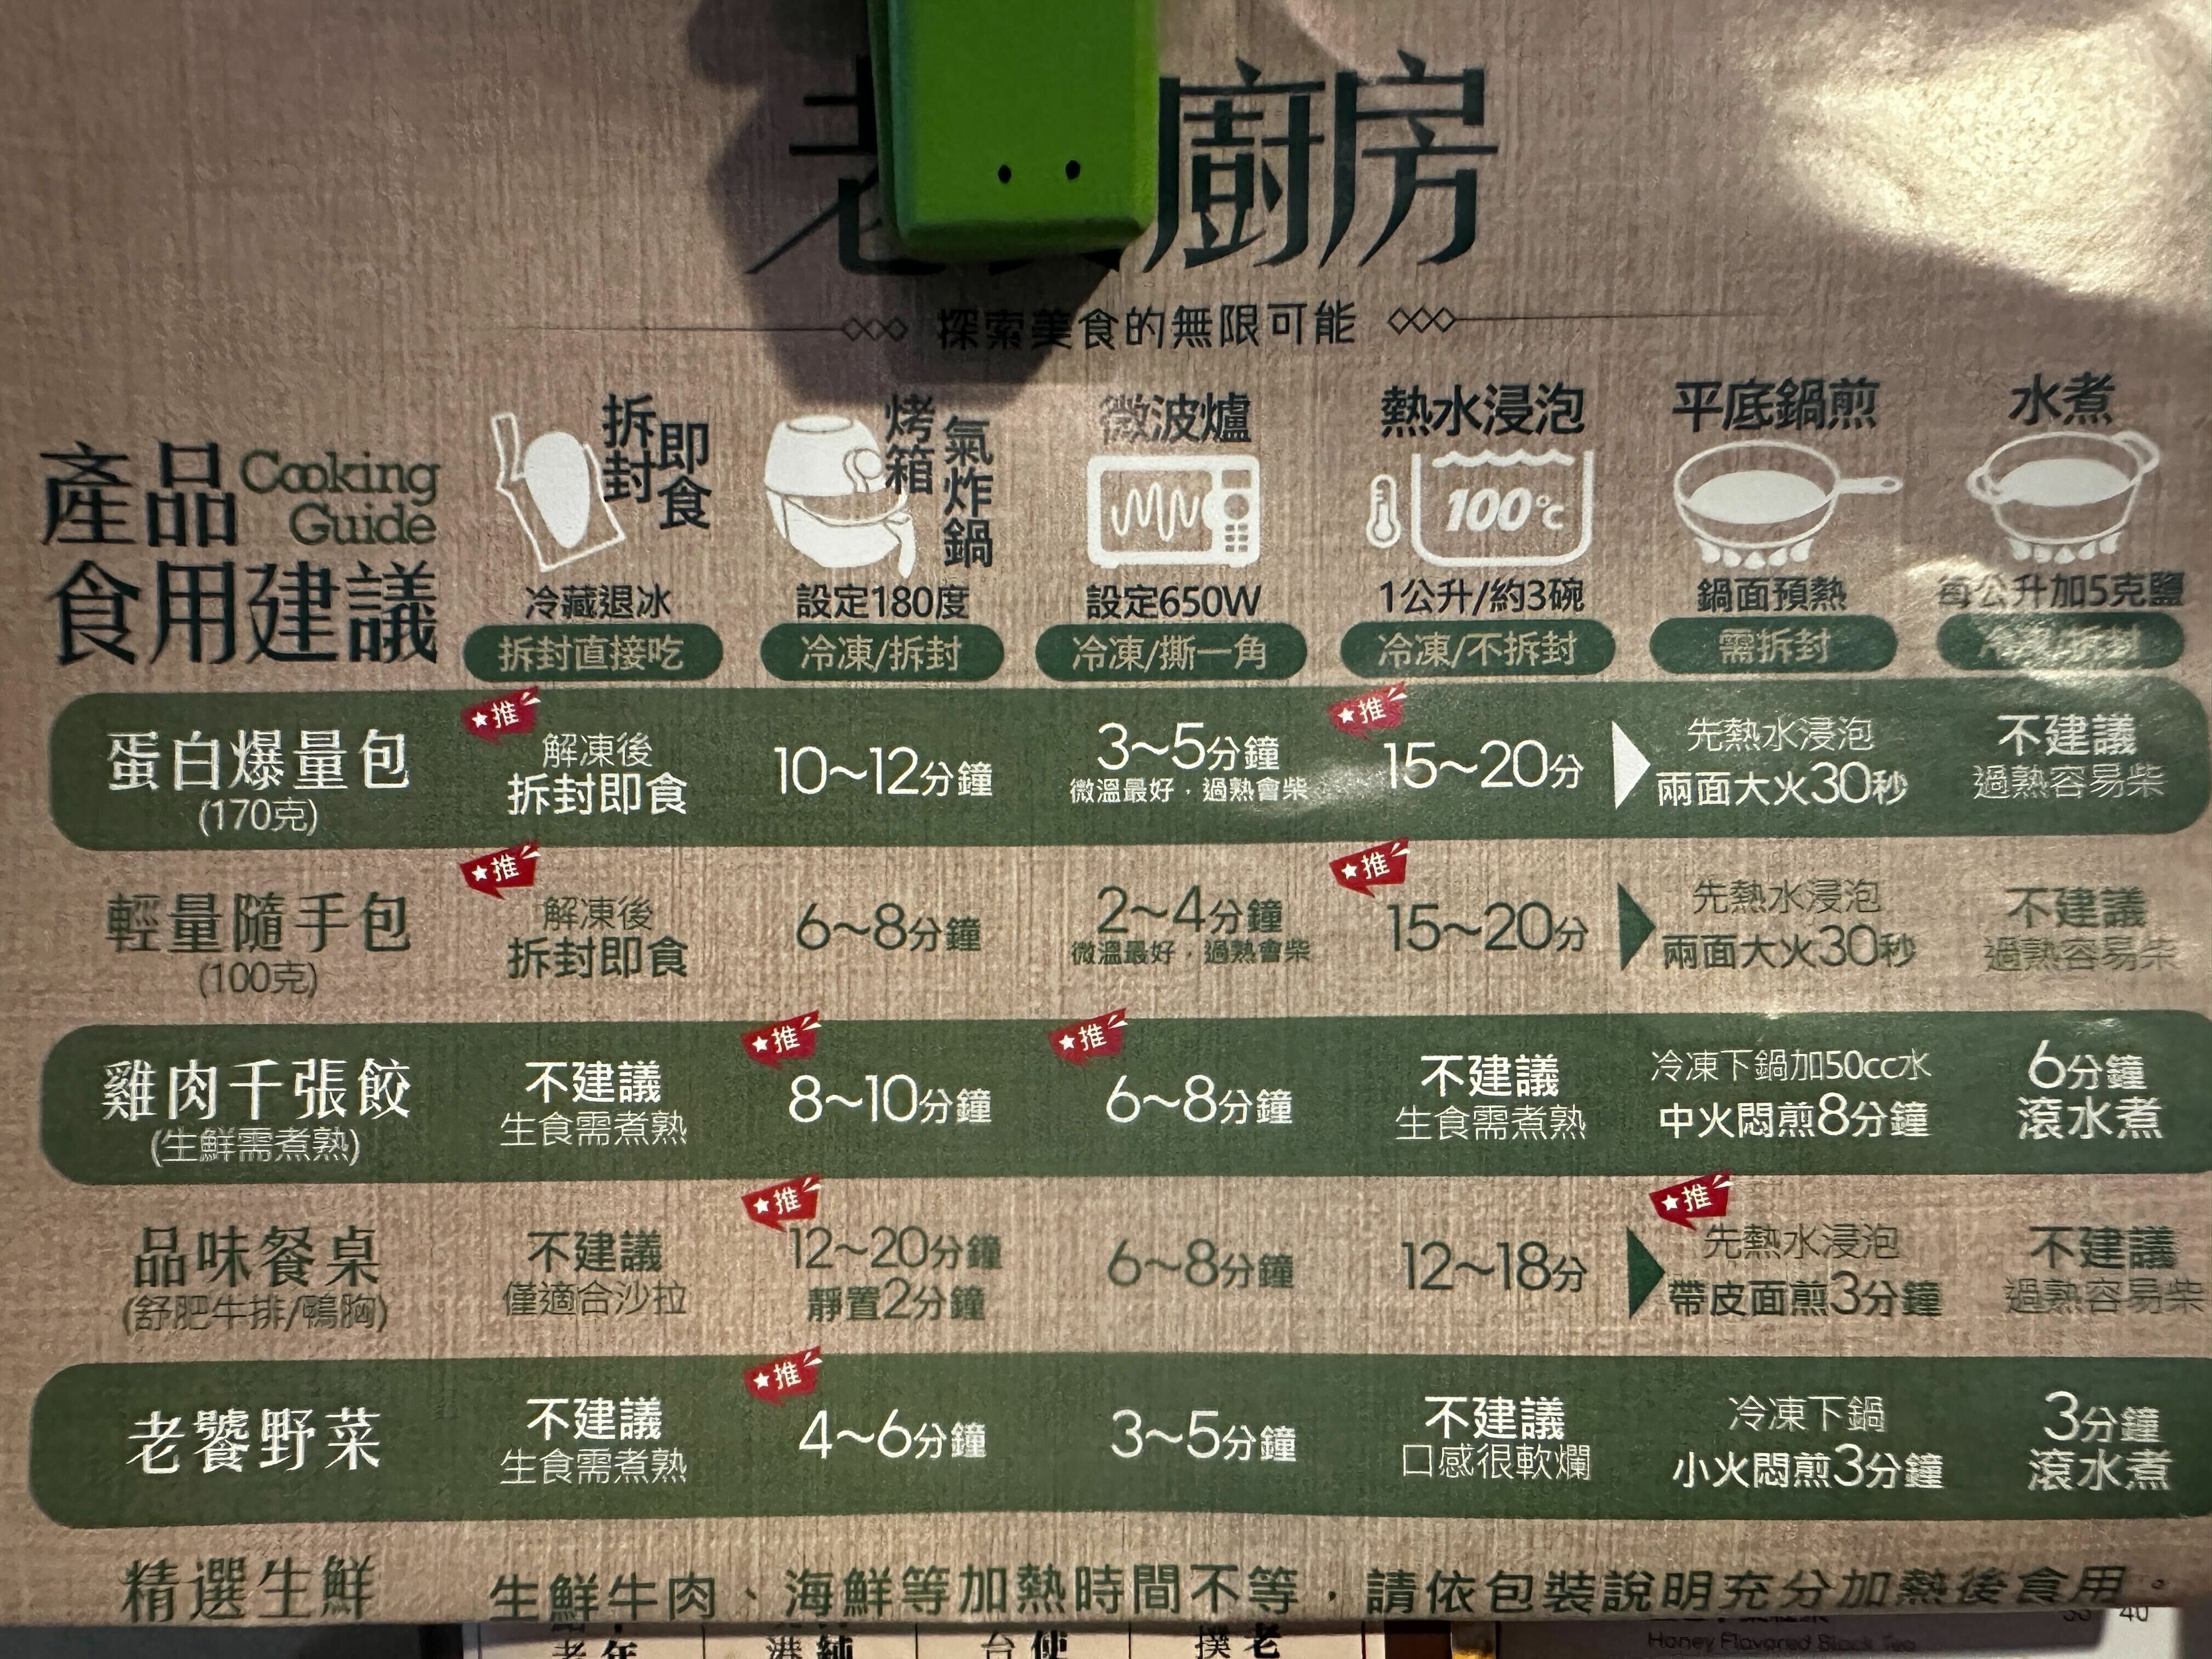 老 廚房
探索美食的無限可能
產品 Cooking Guide
食用建議
拆封即食
冷藏退冰
拆封直接吃
烤箱 氣炸鍋
設定180度
冷凍/拆封
微波爐
設定650W
冷凍/撕一角
熱水浸泡
100℃
1公升/約3碗
冷凍/不拆封
平底鍋煎
鍋面預熱
需拆封
水煮
每公升加5克鹽
冷凍/拆封
蛋白爆量包
(170克)
推
解凍後
拆封即食
10~12分鐘
3~5分鐘
微溫最好,過熟會柴
推
15~20分
先熱水浸泡
兩面大火30秒
不建議
過熟容易柴
輕量隨手包
(100克)
推
解凍後
拆封即食
6~8分鐘
2~4分鐘
微溫最好,過熟會柴
推
15~20分
先熱水浸泡
兩面大火30秒
不建議
過熟容易柴
雞肉千張餃
(生鮮需煮熟)
不建議
生食需煮熟
推
8~10分鐘
推
6~8分鐘
不建議
生食需煮熟
冷凍下鍋加50cc水
中火悶煎8分鐘
6分鐘
滾水煮
品味餐桌
(舒肥牛排/鴨胸)
不建議
僅適合沙拉
推
12~20分鐘
靜置2分鐘
6~8分鐘
12~18分
推
先熱水浸泡
帶皮面煎3分鐘
不建議
過熟容易柴
老饕野菜
不建議
生食需煮熟
推
4~6分鐘
3~5分鐘
不建議
口感很軟爛
冷凍下鍋
小火悶煎3分鐘
3分鐘
滾水煮
精選生鮮
生鮮牛肉、海鮮等加熱時間不等,請依包裝說明充分加熱後食用。
Honey Flavored Black Tea